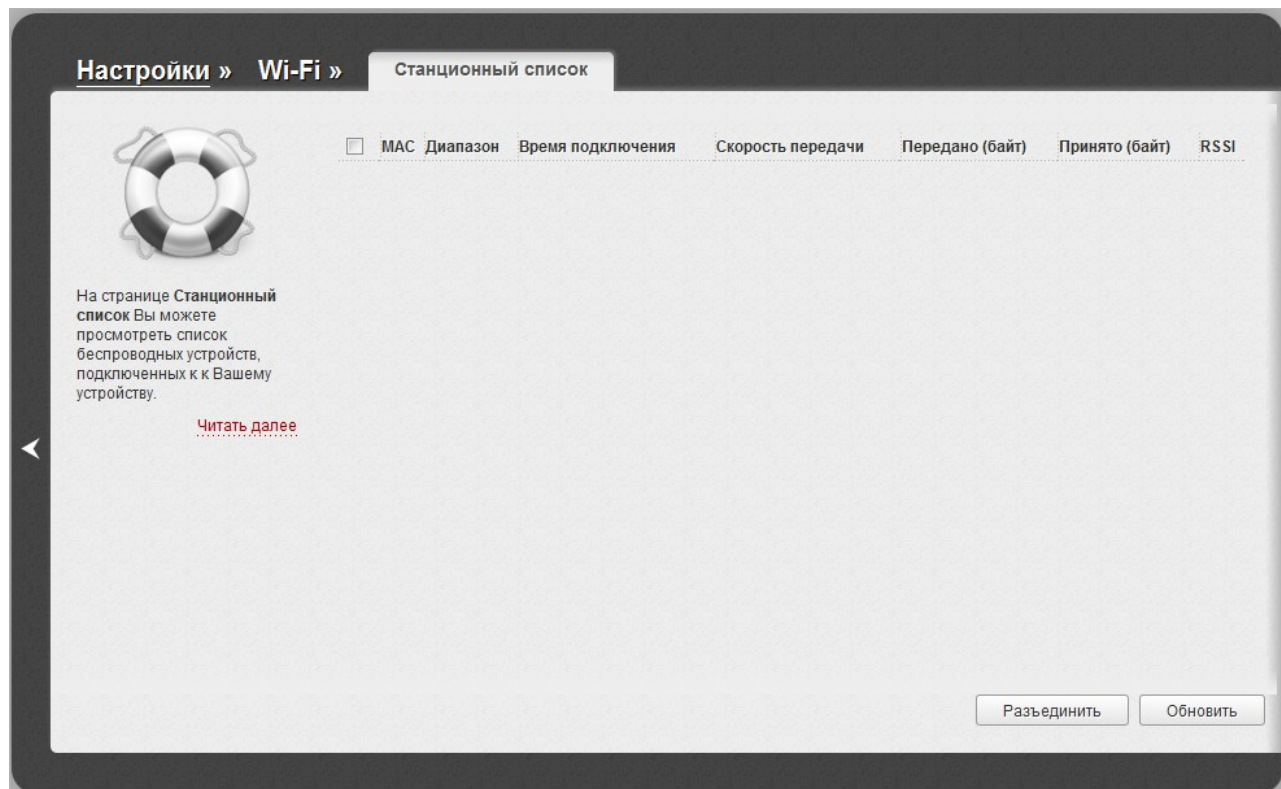 Настройки » Wi-Fi » Станционный список
MAC Диапазон Время подключения Скорость передачи Передано (байт) Принято (байт) RSSI
На странице Станционный
список Вы можете
просмотреть список
беспроводных устройств,
подключенных к к Вашему
устройству.
Читать далее
Разъединить Обновить